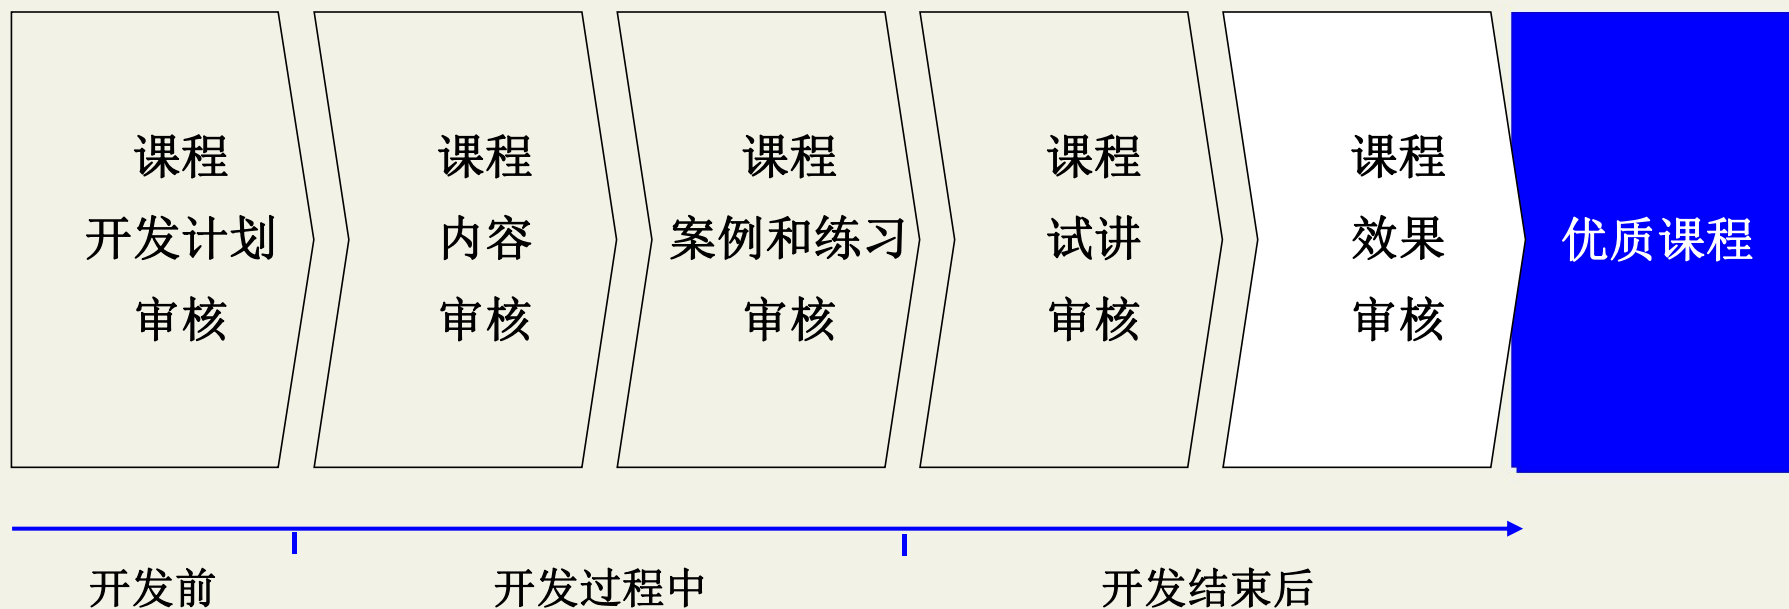 课程
开发计划
审核
课程
内容
审核
课程
案例和练习
审核
课程
试讲
审核
课程
效果
审核
优质课程
开发前
开发过程中
开发结束后